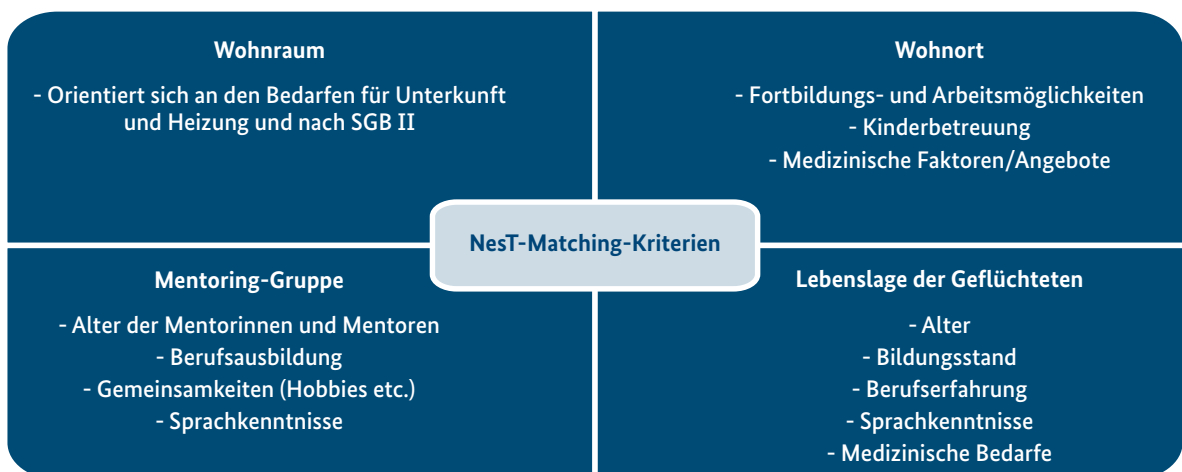 Wohnraum
- Orientiert sich an den Bedarfen für Unterkunft
und Heizung und nach SGB II
Wohnort
- Fortbildungs- und Arbeitsmöglichkeiten
- Kinderbetreuung
- Medizinische Faktoren/Angebote
NesT-Matching-Kriterien
Mentoring-Gruppe
- Alter der Mentorinnen und Mentoren
- Berufsausbildung
- Gemeinsamkeiten (Hobbies etc.)
- Sprachkenntnisse
Lebenslage der Geflüchteten
- Alter
- Bildungsstand
- Berufserfahrung
- Sprachkenntnisse
- Medizinische Bedarfe